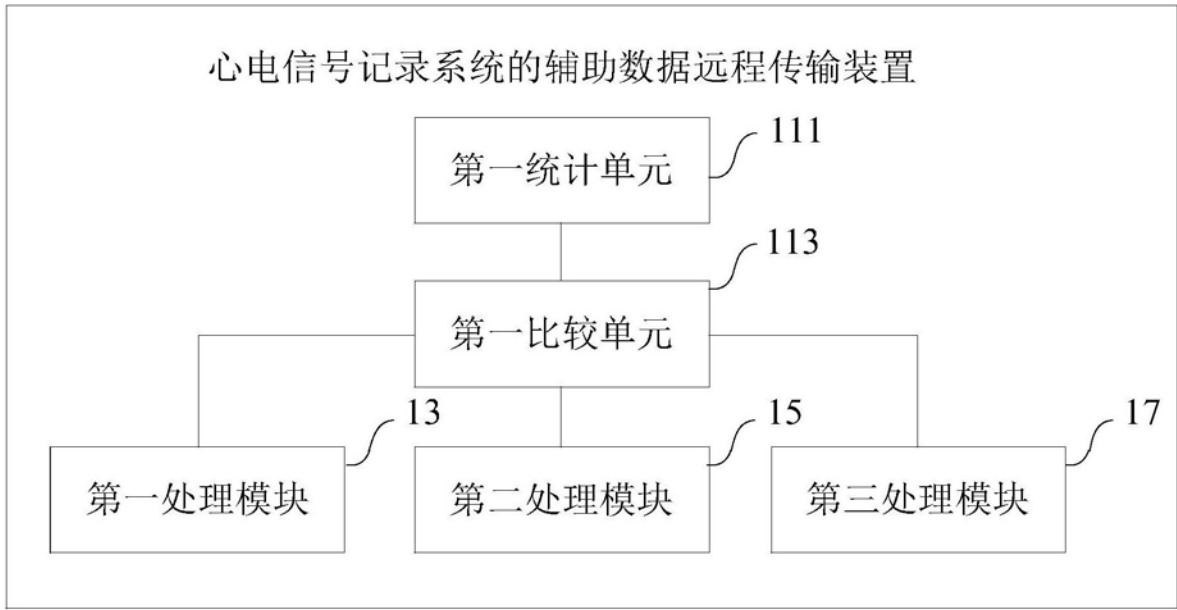 心电信号记录系统的辅助数据远程传输装置
111
第一统计单元
113
第一比较单元
13
15
17
第一处理模块
第二处理模块
第三处理模块